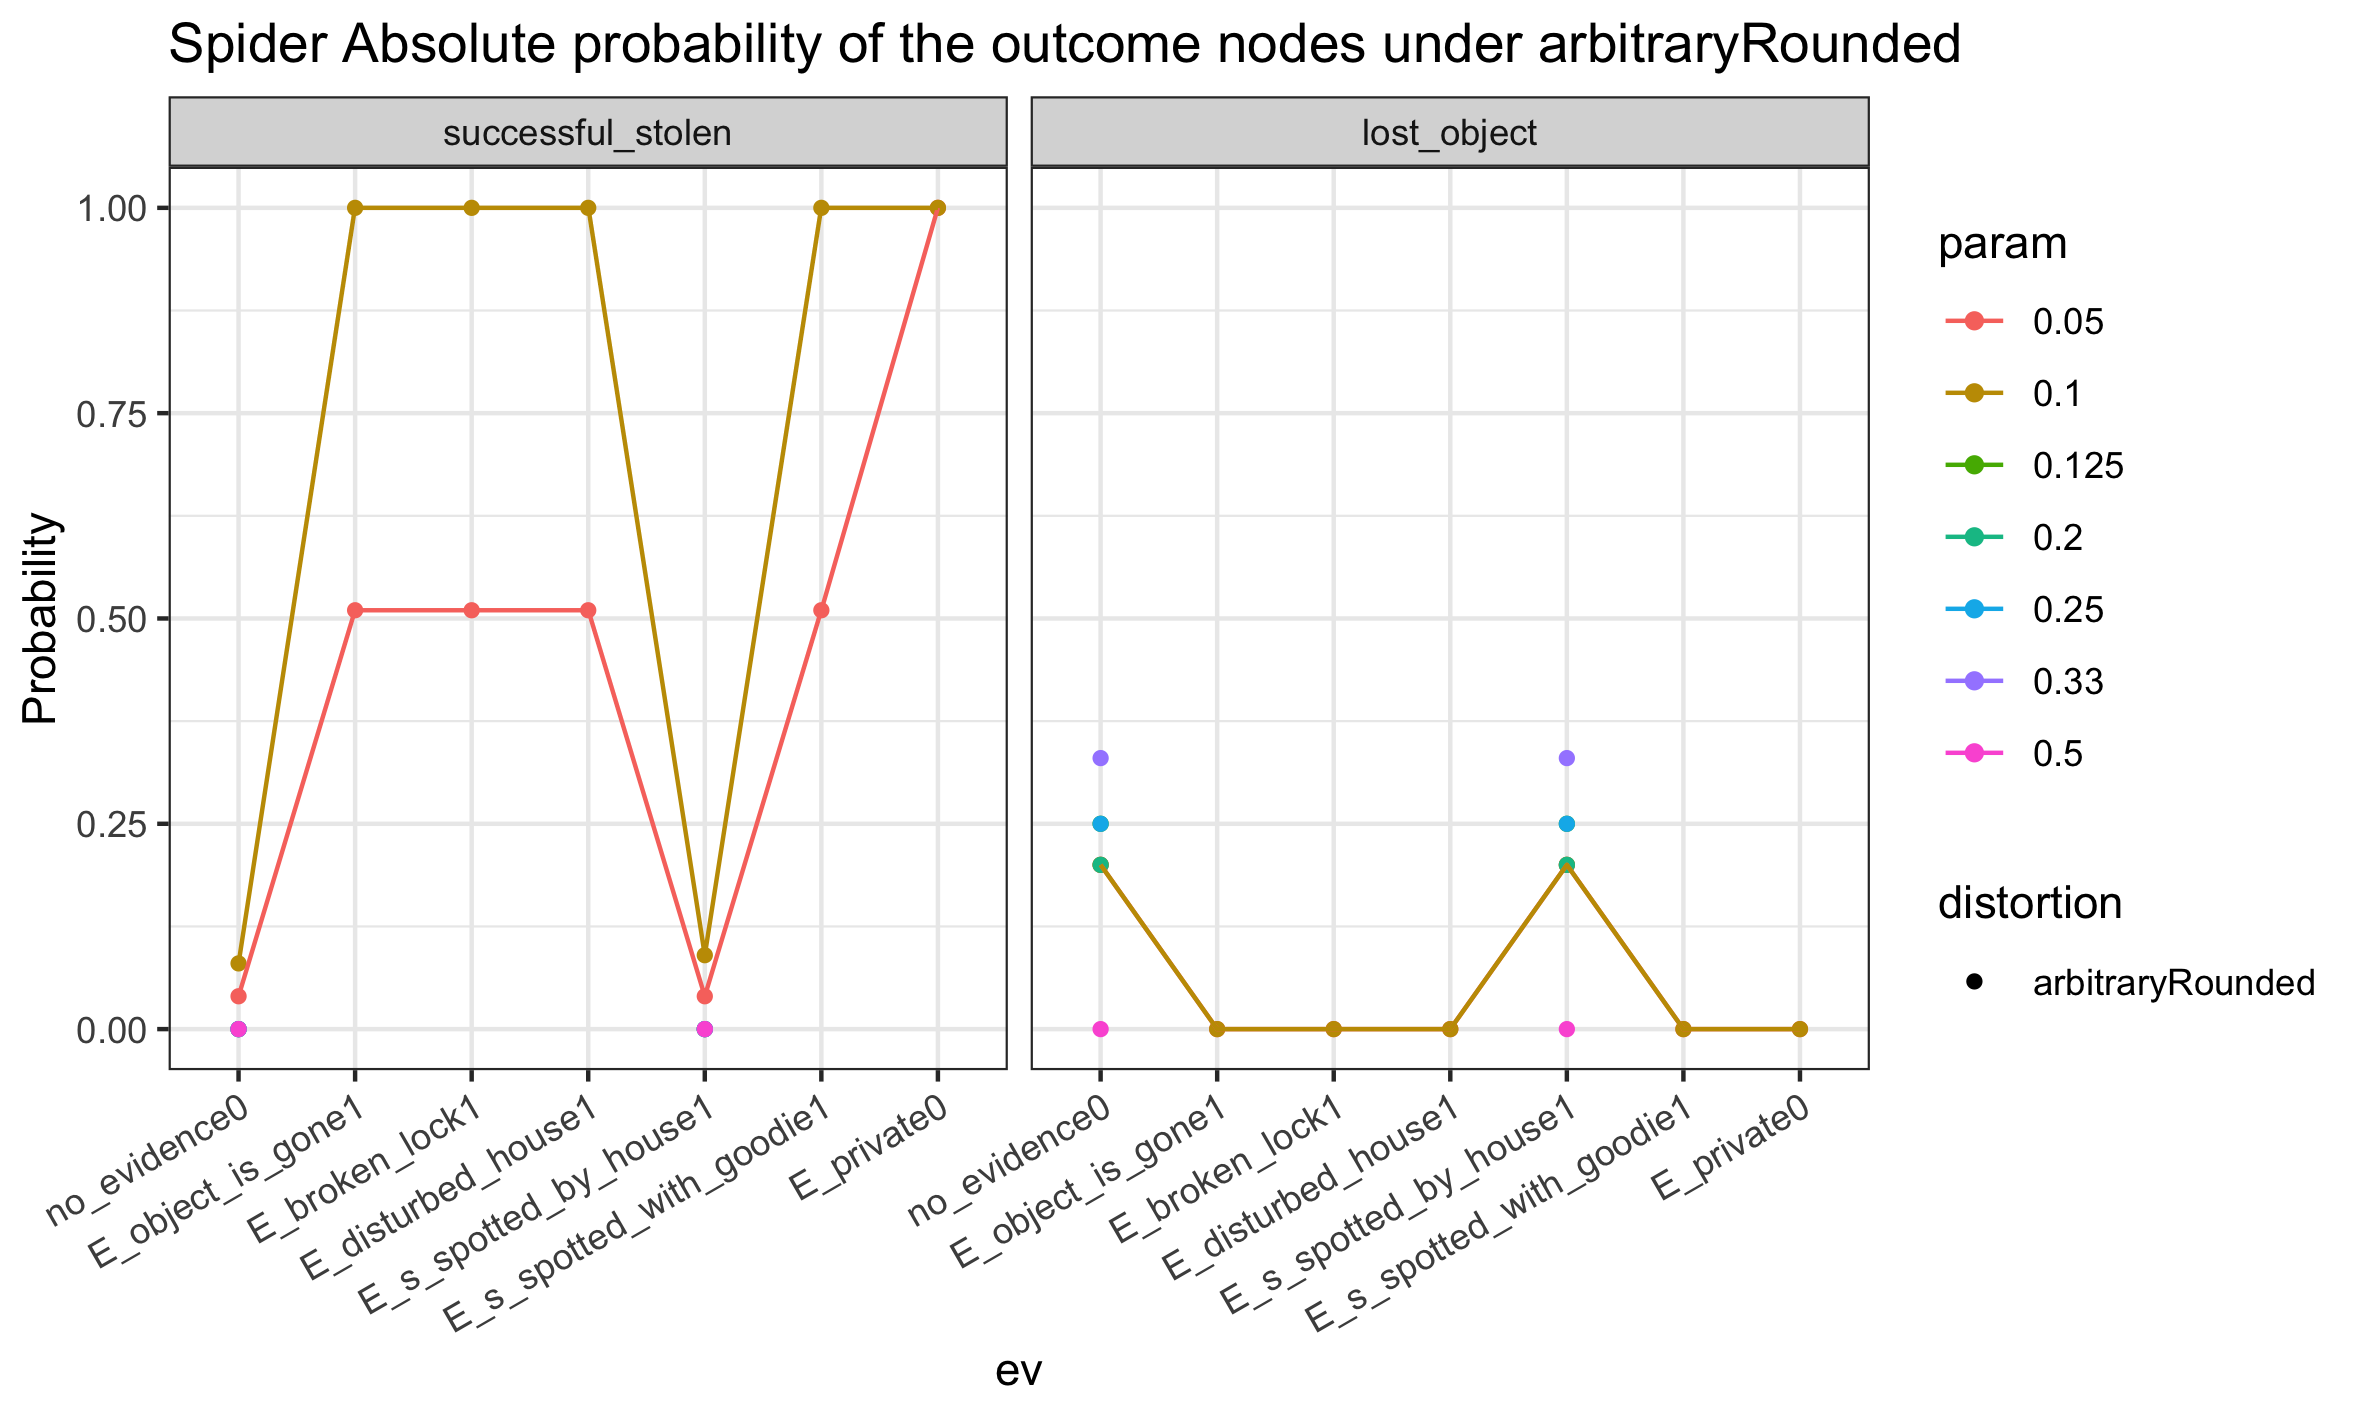 Spider Absolute probability of the outcome nodes under arbitraryRounded
successful_stolen
lost_object
Probability
1.00
0.75
0.50
0.25
0.00
no_evidence0
E_object_is_gone1
E_broken_lock1
E_disturbed_house1
E_s_spotted_by_house1
E_s_spotted_with_goodie1
E_private0
no_evidence0
E_object_is_gone1
E_broken_lock1
E_disturbed_house1
E_s_spotted_by_house1
E_s_spotted_with_goodie1
E_private0
ev
param
0.05
0.1
0.125
0.2
0.25
0.33
0.5
distortion
arbitraryRounded